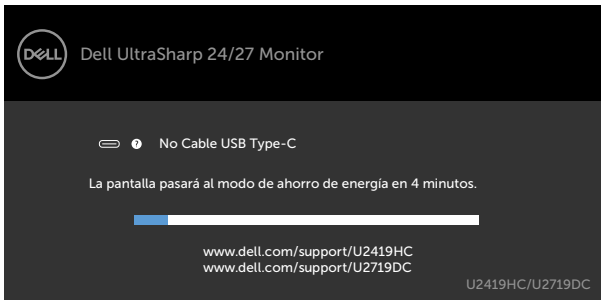 DELL Dell UltraSharp 24/27 Monitor
? No Cable USB Type-C
La pantalla pasará al modo de ahorro de energía en 4 minutos.
www.dell.com/support/U2419HC
www.dell.com/support/U2719DC
U2419HC/U2719DC